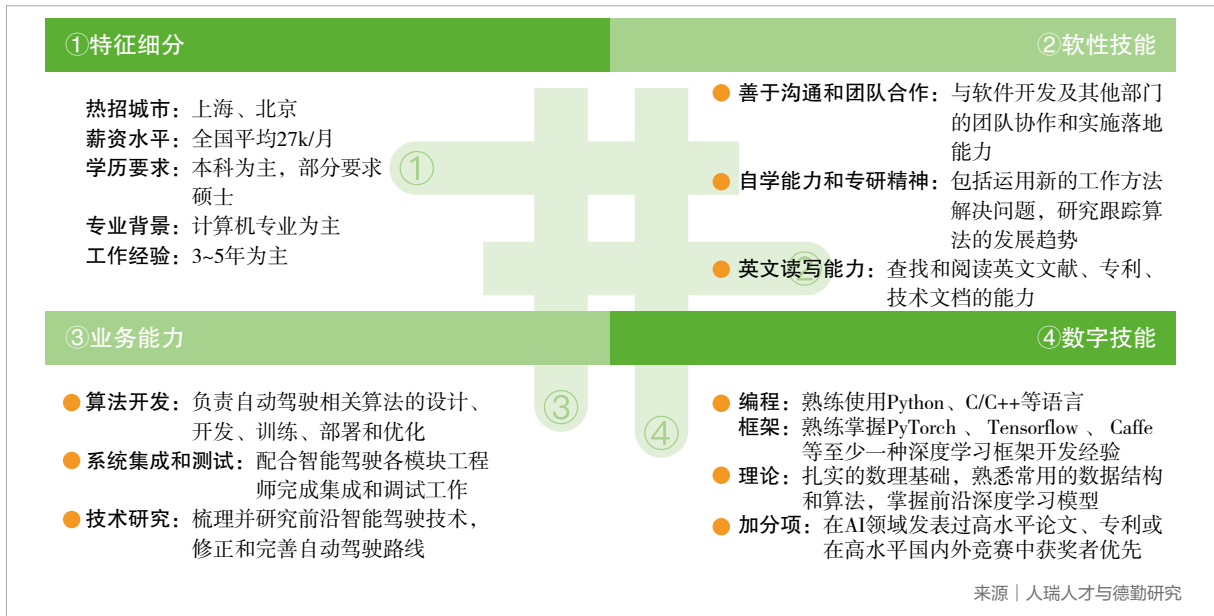 ①特征细分
热招城市：上海、北京
薪资水平：全国平均27k/月
学历要求：本科为主，部分要求
硕士
专业背景：计算机专业为主
工作经验：3~5年为主
①
②软性技能
善于沟通和团队合作：与软件开发及其他部门
的团队协作和实施落地
能力
自学能力和专研精神：包括运用新的工作方法
解决问题，研究跟踪算
法的发展趋势
英文读写能力：查找和阅读英文文献、专利、
技术文档的能力
②
③业务能力
算法开发：负责自动驾驶相关算法的设计、
开发、训练、部署和优化
系统集成和测试：配合智能驾驶各模块工程
师完成集成和调试工作
技术研究：梳理并研究前沿智能驾驶技术，
修正和完善自动驾驶路线
③
④数字技能
编程：熟练使用Python、C/C++等语言
框架：熟练掌握PyTorch 、 Tensorflow 、 Caffe
等至少一种深度学习框架开发经验
理论：扎实的数理基础，熟悉常用的数据结构
和算法，掌握前沿深度学习模型
加分项：在AI领域发表过高水平论文、专利或
在高水平国内外竞赛中获奖者优先
④
来源｜人瑞人才与德勤研究